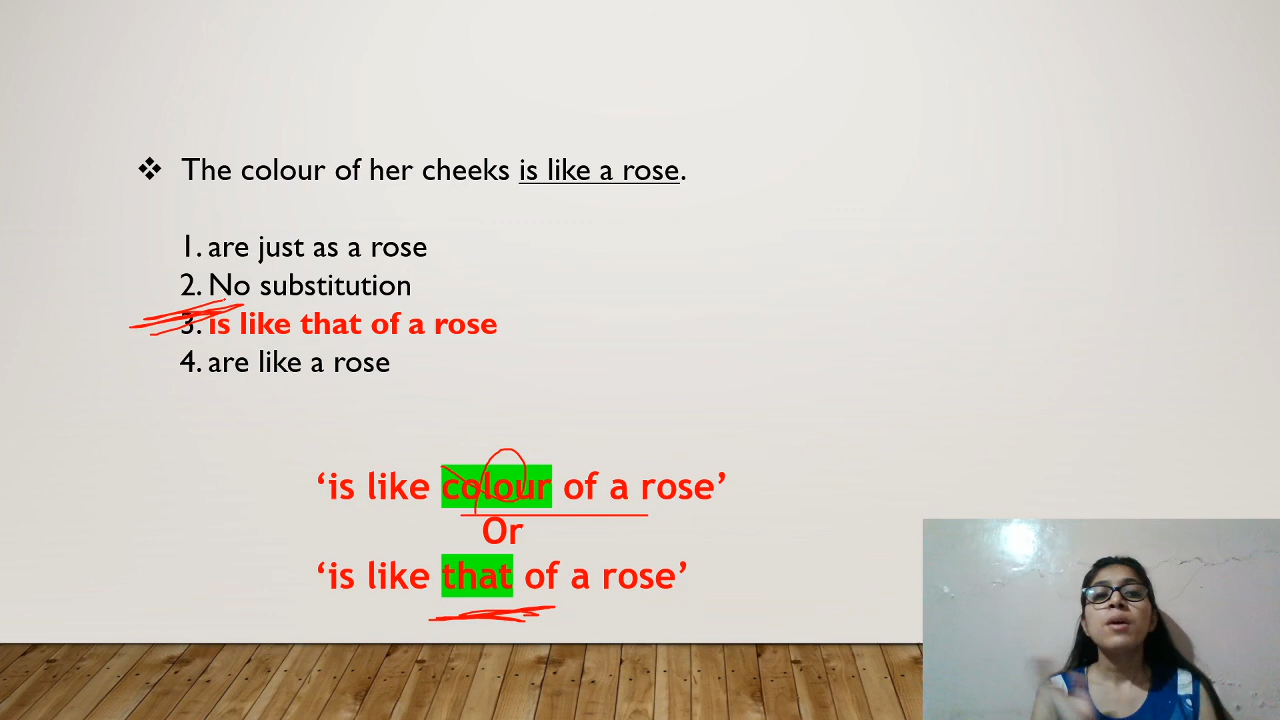 ❖ The colour of her cheeks is like a rose.
1. are just as a rose
2. No substitution
3. is like that of a rose
4. are like a rose
‘is like colour of a rose’
Or
‘is like that of a rose’